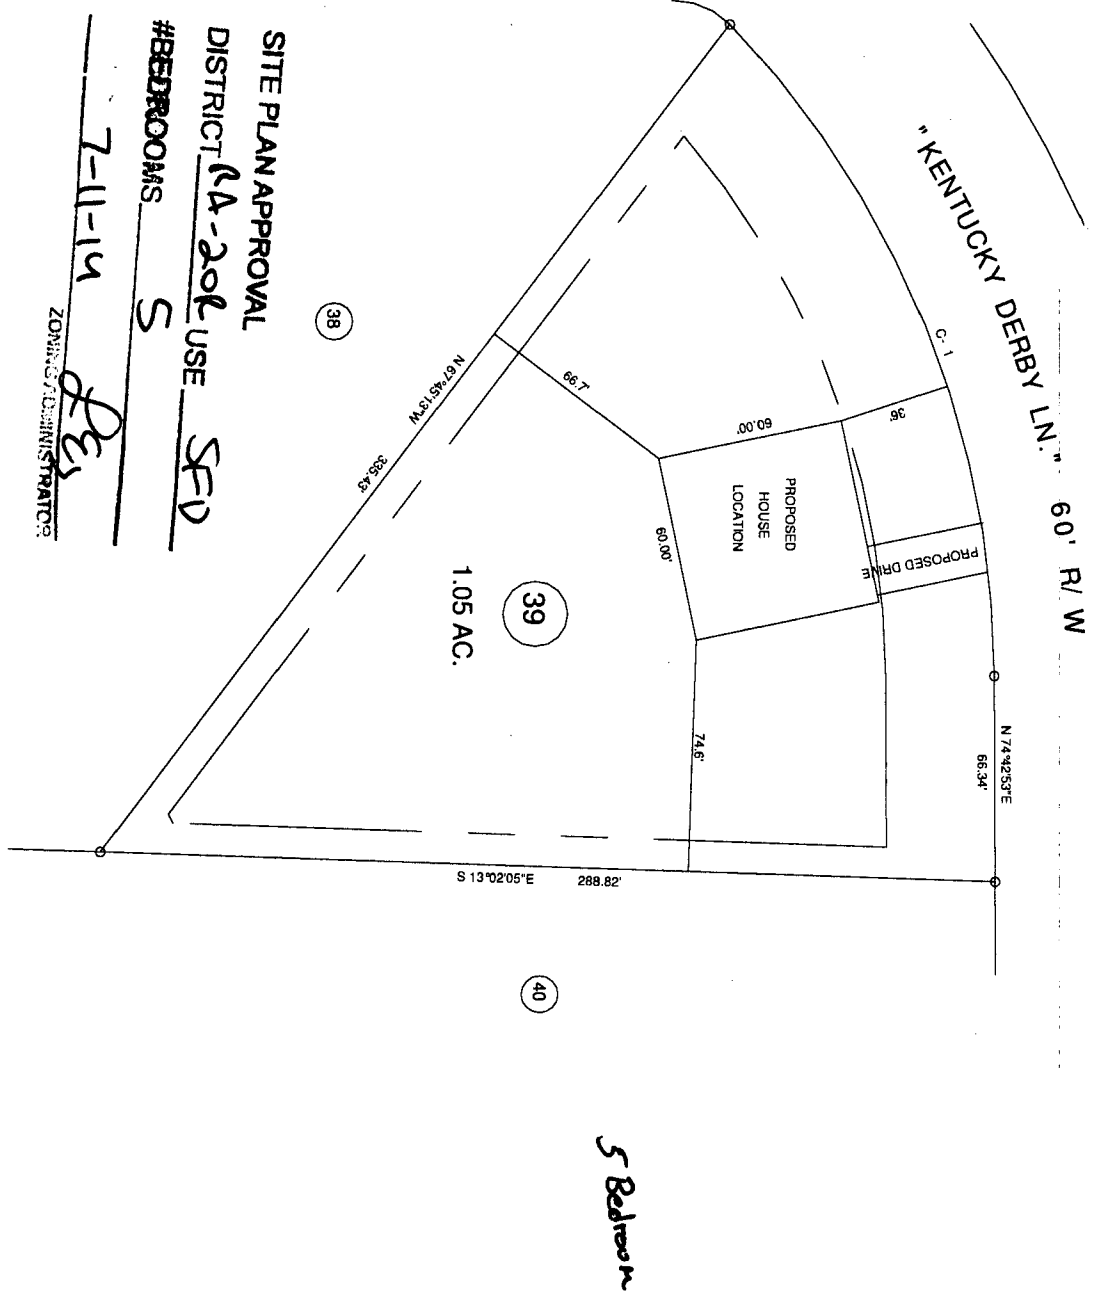 "KENTUCKY DERBY LN." 60' R/W
C-1
36'
PROPOSED DRIVE
N 74°42'53"E
66.34'
60.00'
PROPOSED
HOUSE
LOCATION
60.00'
66.7'
74.6'
N 67°45'13"W
335.43'
39
1.05 AC.
S 13°02'05"E 288.82'
38
40
SITE PLAN APPROVAL
DISTRICT RA-20R USE SFD
#BEDROOMS 5
7-11-14
ZONING ADMINISTRATOR
5 Bedroom